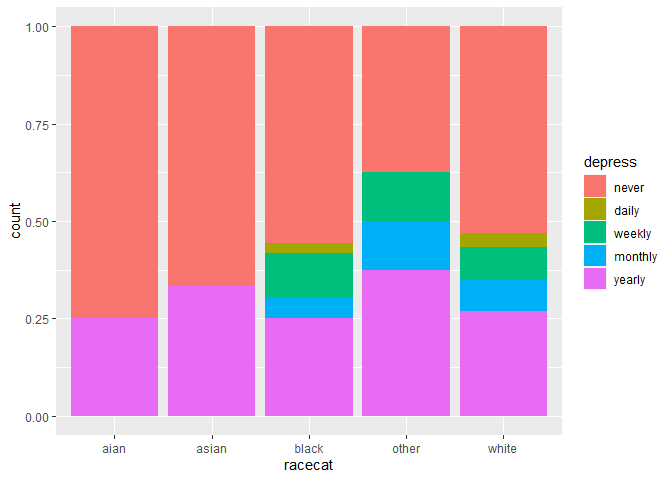 1.00
0.75
0.50
0.25
0.00
count
aian asian black other white
racecat
depress
never
daily
weekly
monthly
yearly